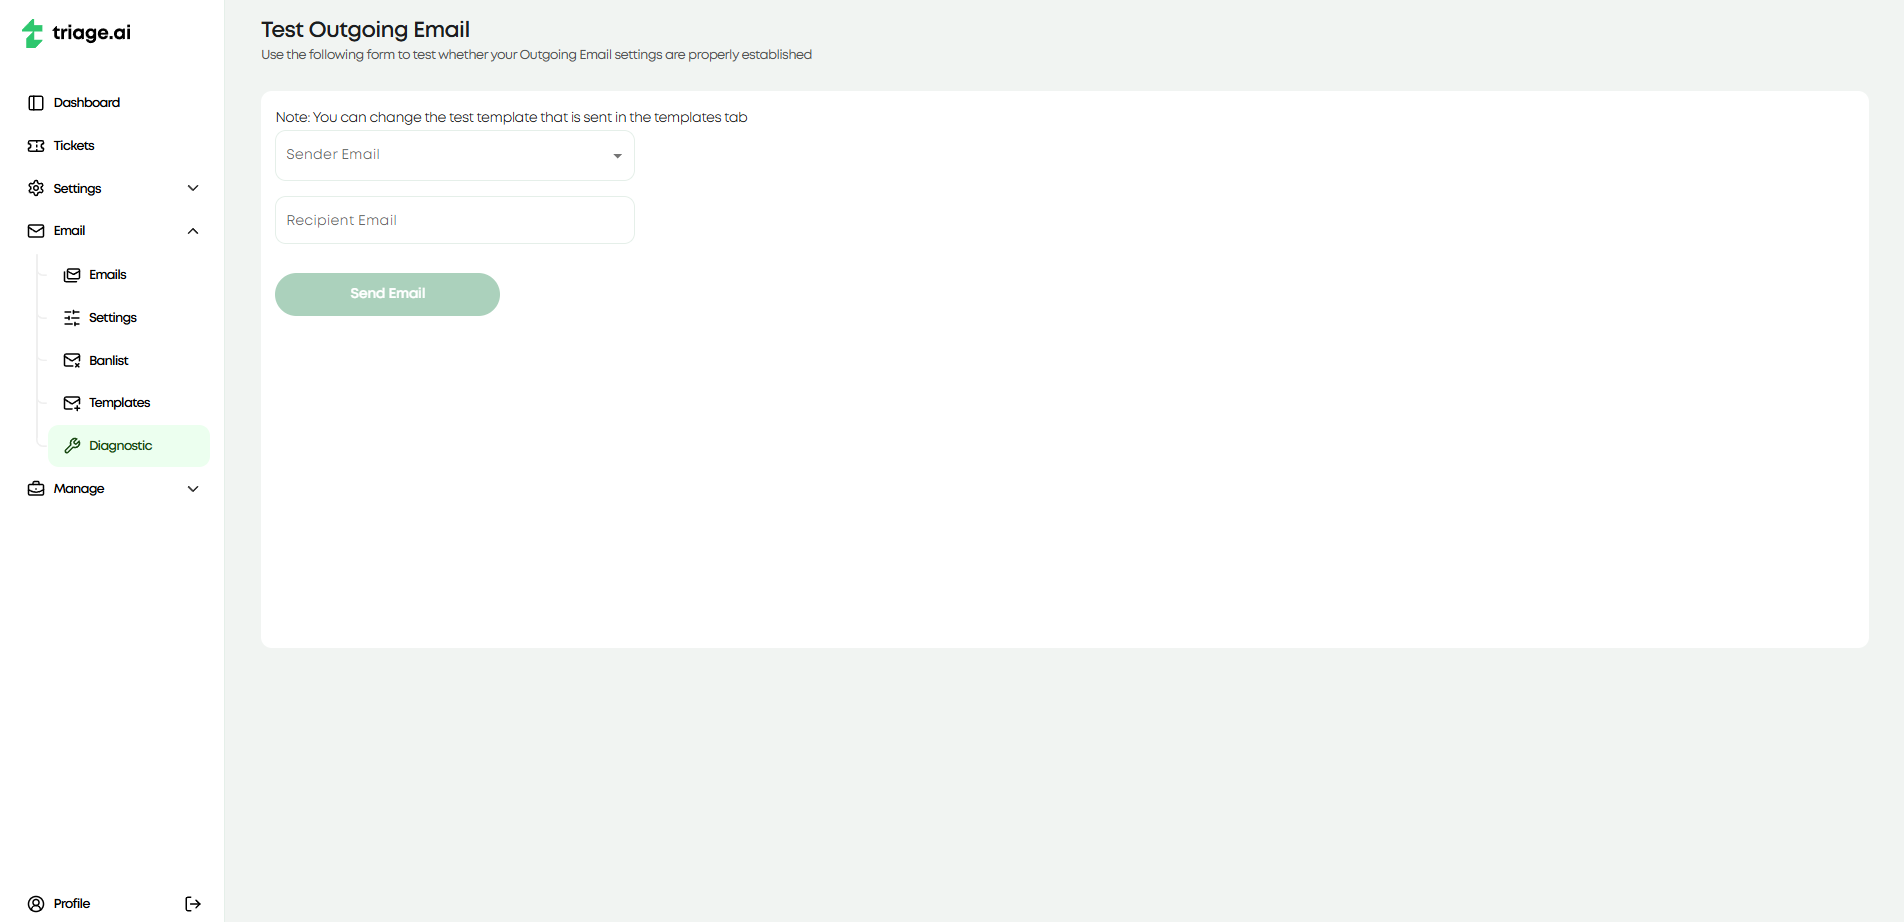 triage.ai
Dashboard
Tickets
Settings
Email
Emails
Settings
Banlist
Templates
Diagnostic
Manage
Profile
Test Outgoing Email
Use the following form to test whether your Outgoing Email settings are properly established
Note: You can change the test template that is sent in the templates tab
Sender Email
Recipient Email
Send Email